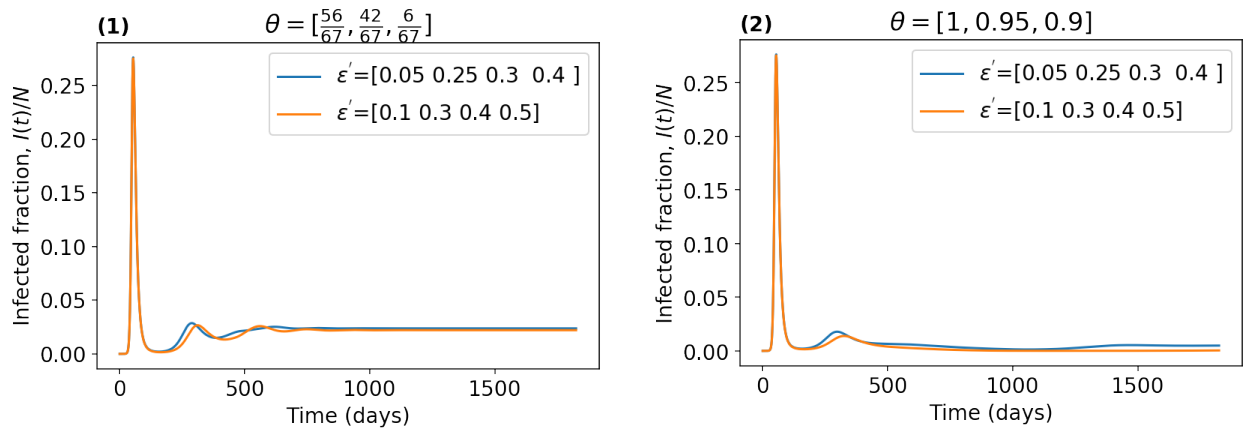 (1) θ = [56/67, 42/67, 6/67]
Infected fraction, I(t)/N
0.25
0.20
0.15
0.10
0.05
0.00
ε′=[0.05 0.25 0.3  0.4 ]
ε′=[0.1 0.3 0.4 0.5]
0 500 1000 1500
Time (days)
(2) θ = [1, 0.95, 0.9]
Infected fraction, I(t)/N
0.25
0.20
0.15
0.10
0.05
0.00
ε′=[0.05 0.25 0.3  0.4 ]
ε′=[0.1 0.3 0.4 0.5]
0 500 1000 1500
Time (days)